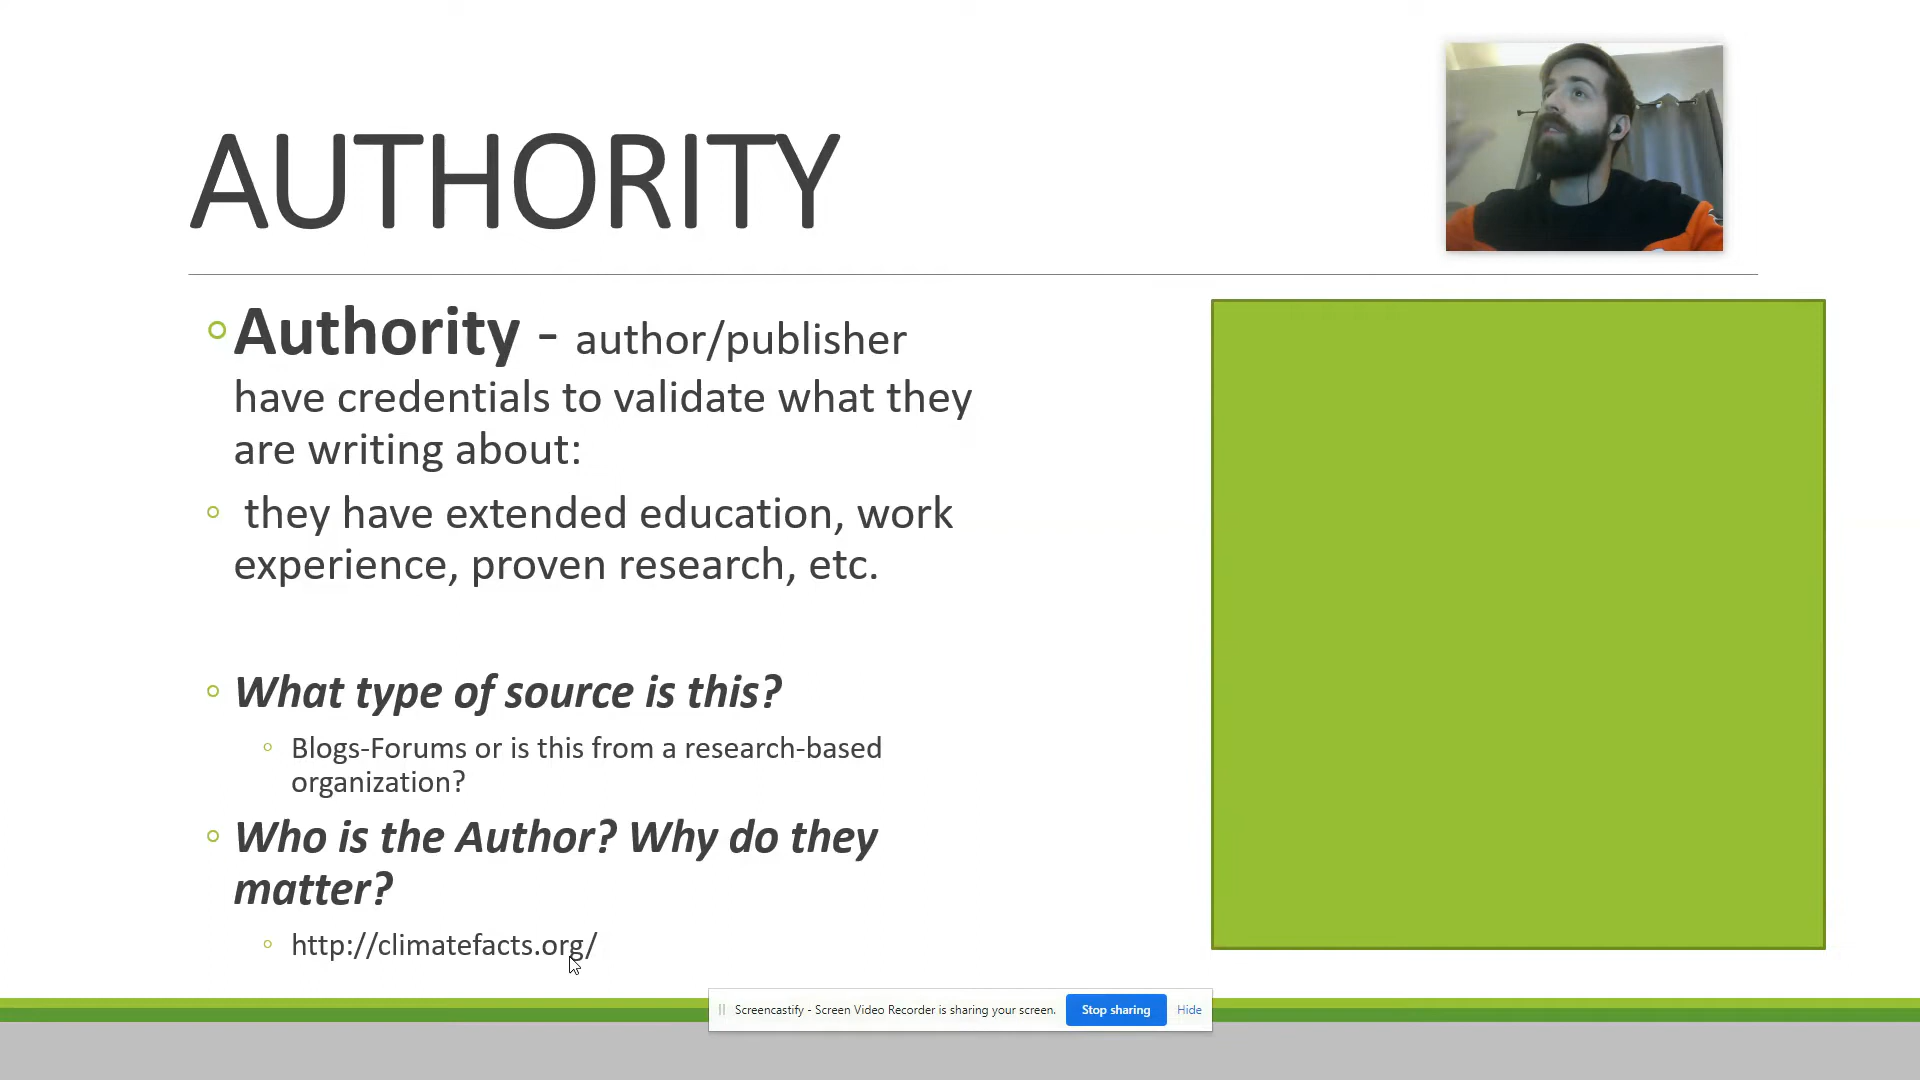 AUTHORITY
Authority - author/publisher
have credentials to validate what they
are writing about:
they have extended education, work
experience, proven research, etc.
What type of source is this?
Blogs-Forums or is this from a research-based
organization?
Who is the Author? Why do they
matter?
http://climatefacts.org/
Screencastify - Screen Video Recorder is sharing your screen. Stop sharing Hide